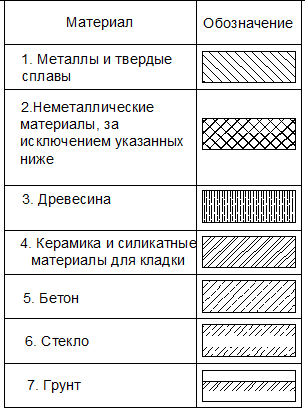 Материал Обозначение
1. Металлы и твердые
сплавы
2.Неметаллические
материалы, за
исключением указанных
ниже
3. Древесина
4. Керамика и силикатные
материалы для кладки
5. Бетон
6. Стекло
7. Грунт